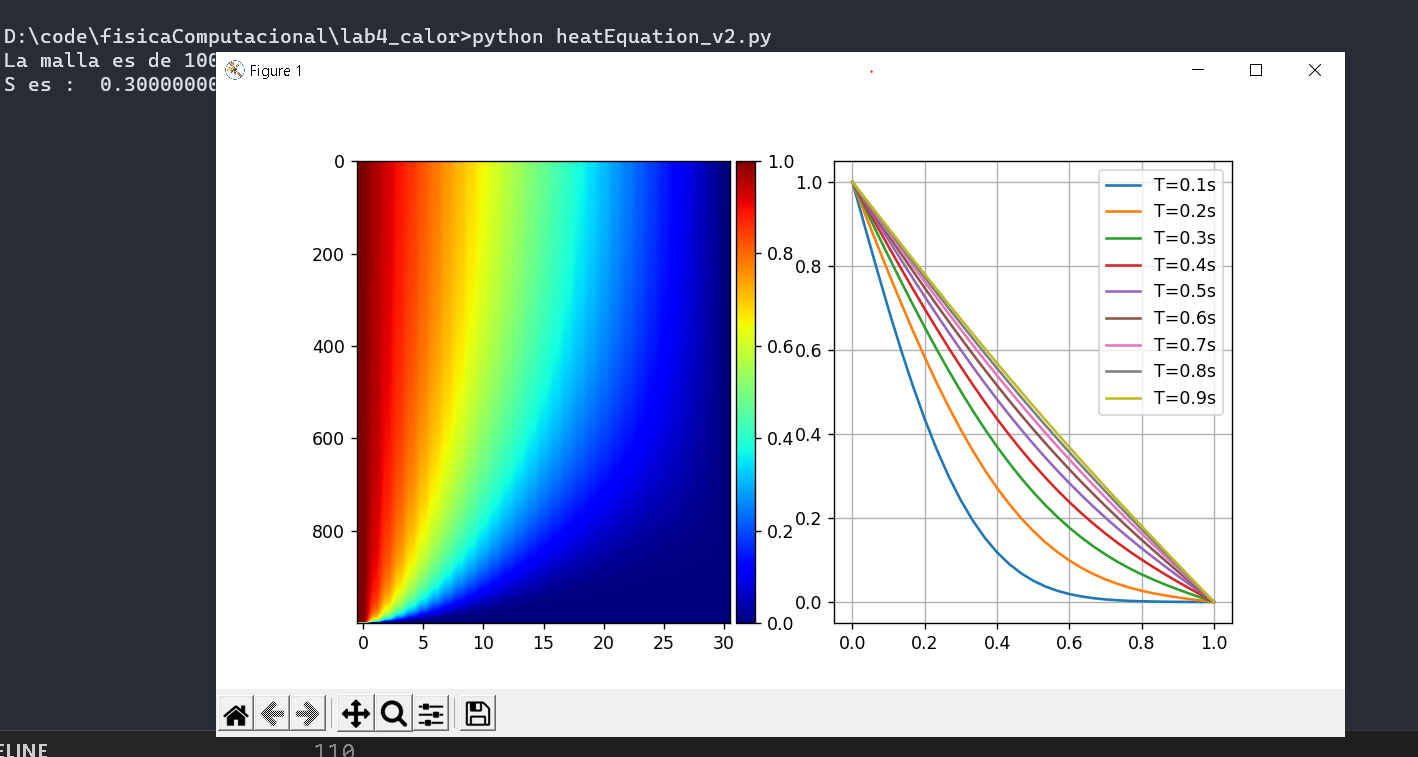 D:\code\fisicaComputacional\lab4_calor>python heatEquation_v2.py
La malla es de 100
S es :  0.30000000
Figure 1
0
200
400
600
800
0 5 10 15 20 25 30
1.0
0.8
0.6
0.4
0.2
0.0
1.0
0.8
0.6
0.4
0.2
0.0
0.0 0.2 0.4 0.6 0.8 1.0
T=0.1s
T=0.2s
T=0.3s
T=0.4s
T=0.5s
T=0.6s
T=0.7s
T=0.8s
T=0.9s
ELINE
110